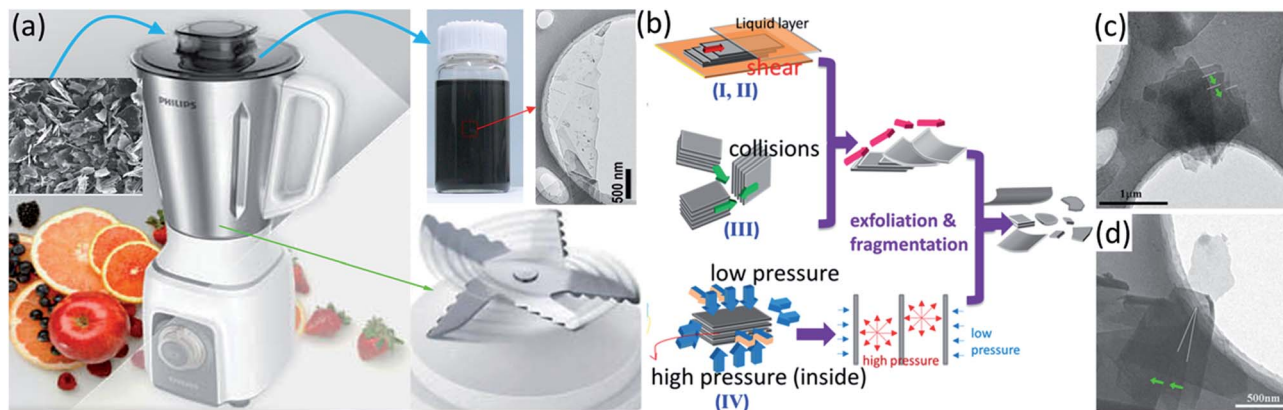 (a)
PHILIPS
PHILIPS
500 nm
(b)
Liquid layer
shear
(I, II)
collisions
(III)
exfoliation &
fragmentation
low pressure
high pressure (inside)
(IV)
high pressure
low
pressure
(c)
1μm
(d)
500nm